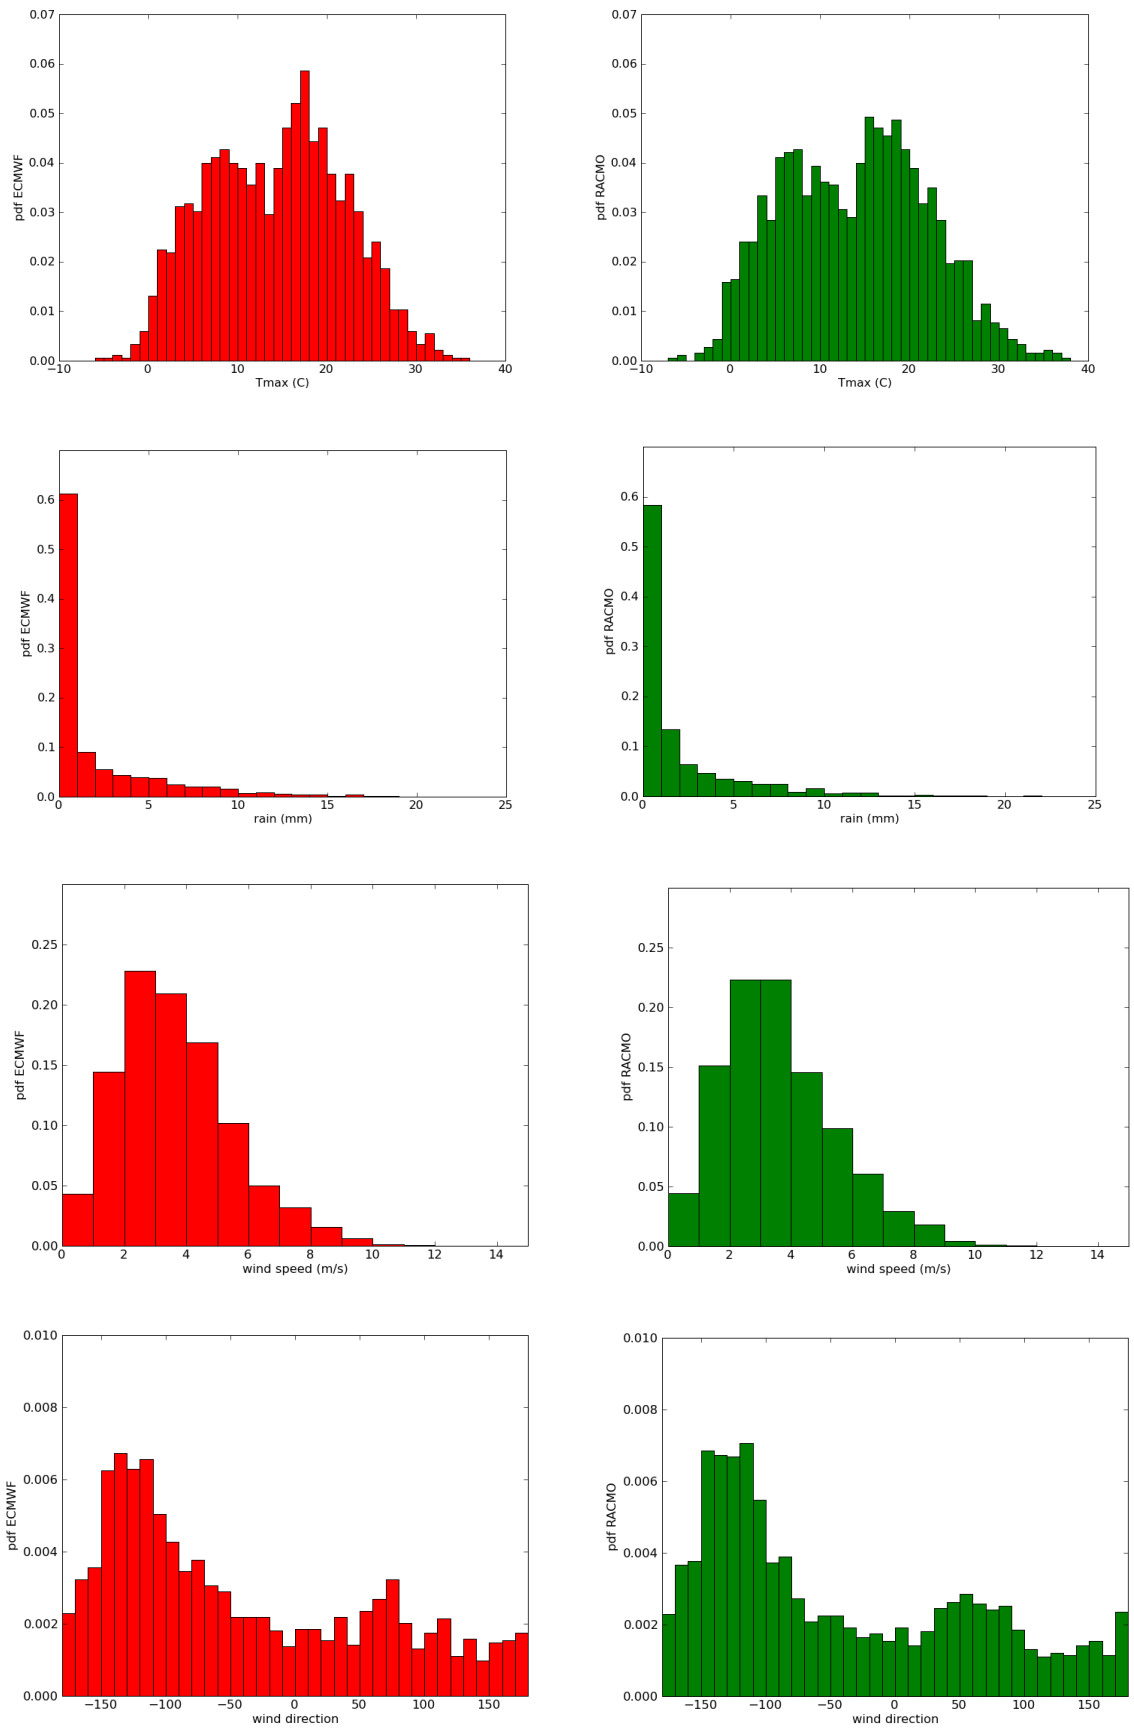 0.07
0.06
0.05
0.04
0.03
0.02
0.01
0.00
pdf ECMWF
−10 0 10 20 30 40
Tmax (C)
0.07
0.06
0.05
0.04
0.03
0.02
0.01
0.00
pdf RACMO
−10 0 10 20 30 40
Tmax (C)
0.6
0.5
0.4
0.3
0.2
0.1
0.0
pdf ECMWF
0 5 10 15 20 25
rain (mm)
0.6
0.5
0.4
0.3
0.2
0.1
0.0
pdf RACMO
0 5 10 15 20 25
rain (mm)
0.25
0.20
0.15
0.10
0.05
0.00
pdf ECMWF
0 2 4 6 8 10 12 14
wind speed (m/s)
0.25
0.20
0.15
0.10
0.05
0.00
pdf RACMO
0 2 4 6 8 10 12 14
wind speed (m/s)
0.010
0.008
0.006
0.004
0.002
0.000
pdf ECMWF
−150 −100 −50 0 50 100 150
wind direction
0.010
0.008
0.006
0.004
0.002
0.000
pdf RACMO
−150 −100 −50 0 50 100 150
wind direction